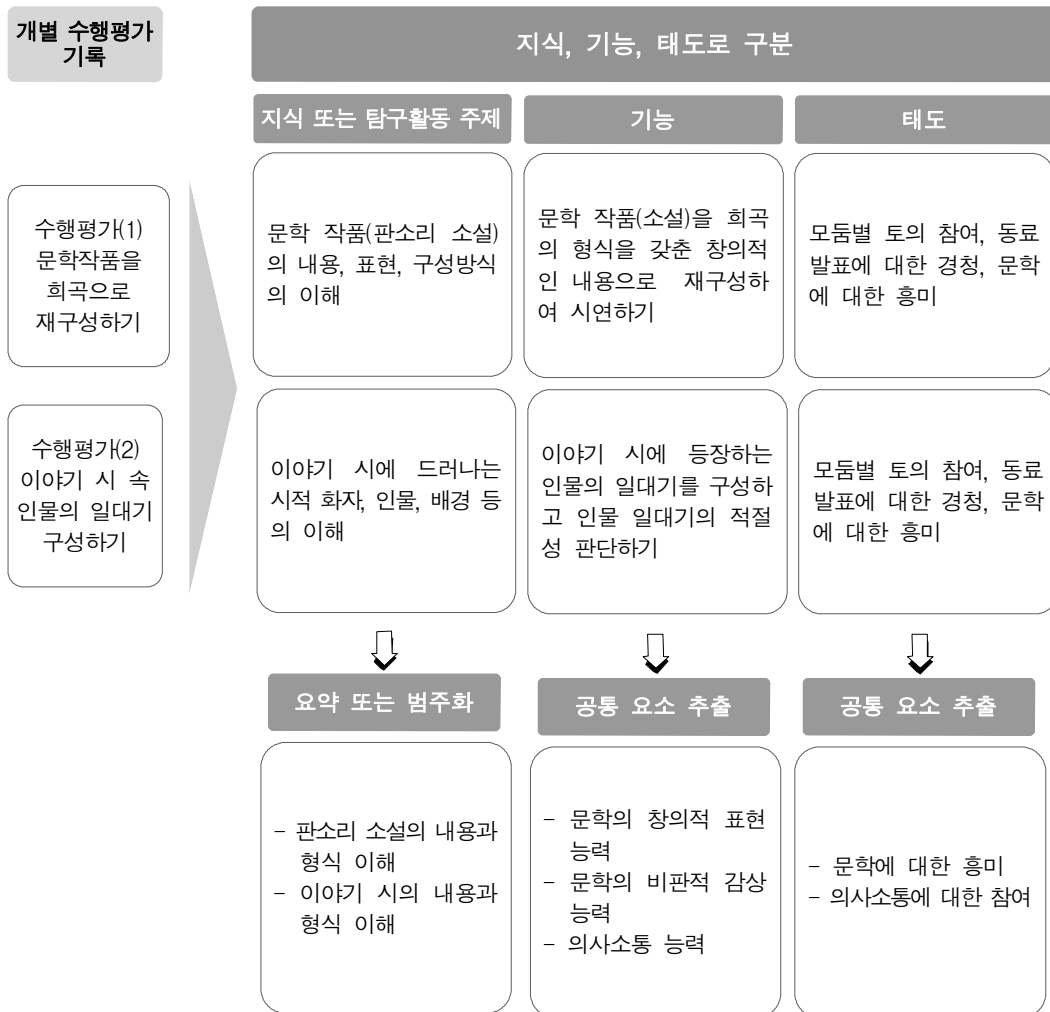 개별 수행평가
기록
지식, 기능, 태도로 구분
지식 또는 탐구활동 주제
기능
태도
수행평가(1)
문학작품을
희곡으로
재구성하기
문학 작품(판소리 소설)
의 내용, 표현, 구성방식
의 이해
문학 작품(소설)을 희곡
의 형식을 갖춘 창의적
인 내용으로 재구성하
여 시연하기
모둠별 토의 참여, 동료
발표에 대한 경청, 문학
에 대한 흥미
수행평가(2)
이야기 시 속
인물의 일대기
구성하기
이야기 시에 드러나는
시적 화자, 인물, 배경 등
의 이해
이야기 시에 등장하는
인물의 일대기를 구성하
고 인물 일대기의 적절
성 판단하기
모둠별 토의 참여, 동료
발표에 대한 경청, 문학
에 대한 흥미
요약 또는 범주화
공통 요소 추출
공통 요소 추출
- 판소리 소설의 내용과
형식 이해
- 이야기 시의 내용과
형식 이해
- 문학의 창의적 표현
능력
- 문학의 비판적 감상
능력
- 의사소통 능력
- 문학에 대한 흥미
- 의사소통에 대한 참여